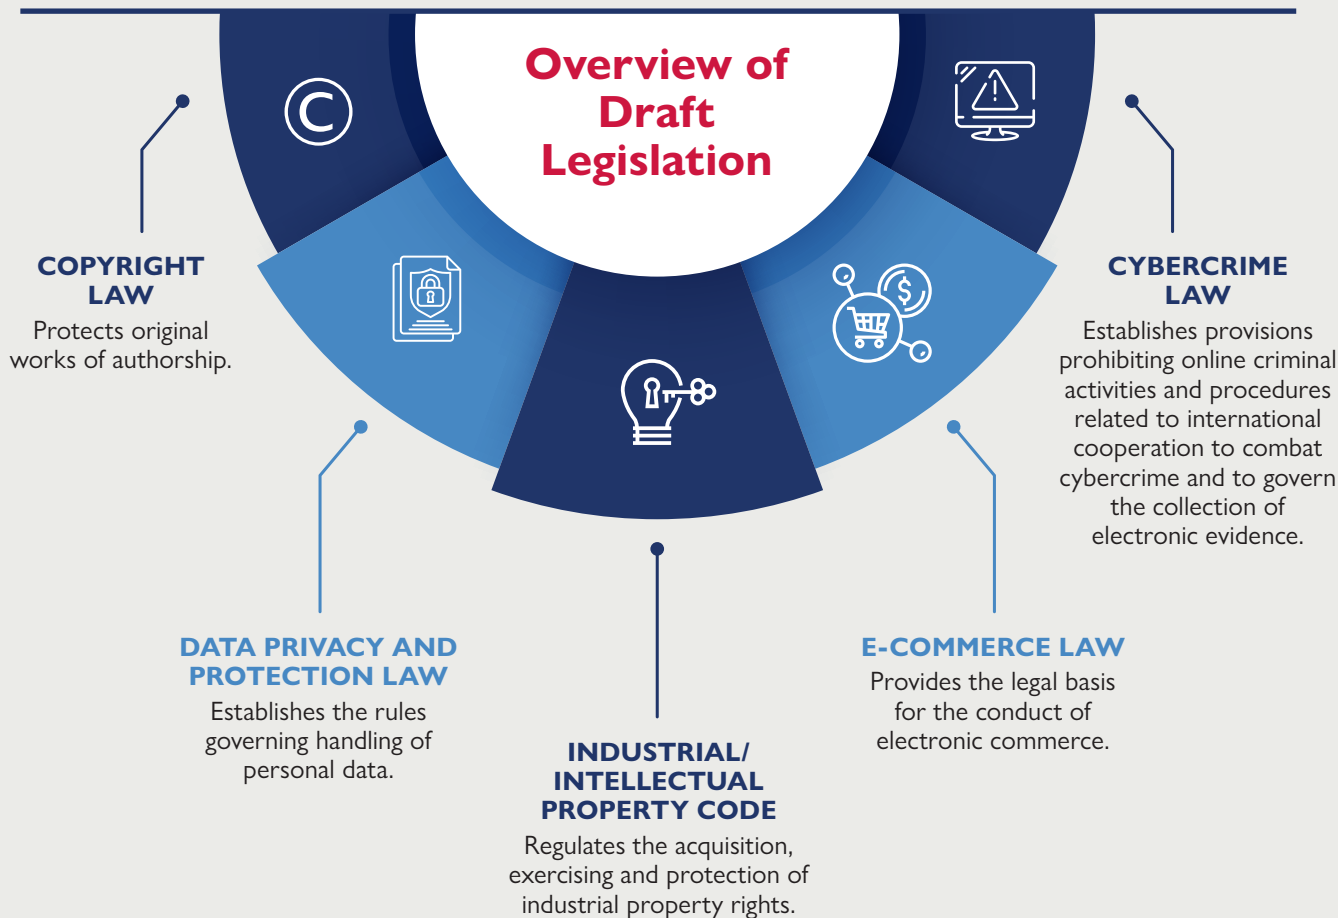 Overview of
Draft
Legislation
©
COPYRIGHT
LAW
Protects original
works of authorship.
DATA PRIVACY AND
PROTECTION LAW
Establishes the rules
governing handling of
personal data.
INDUSTRIAL/
INTELLECTUAL
PROPERTY CODE
Regulates the acquisition,
exercising and protection of
industrial property rights.
$
E-COMMERCE LAW
Provides the legal basis
for the conduct of
electronic commerce.
CYBERCRIME
LAW
Establishes provisions
prohibiting online criminal
activities and procedures
related to international
cooperation to combat
cybercrime and to govern
the collection of
electronic evidence.